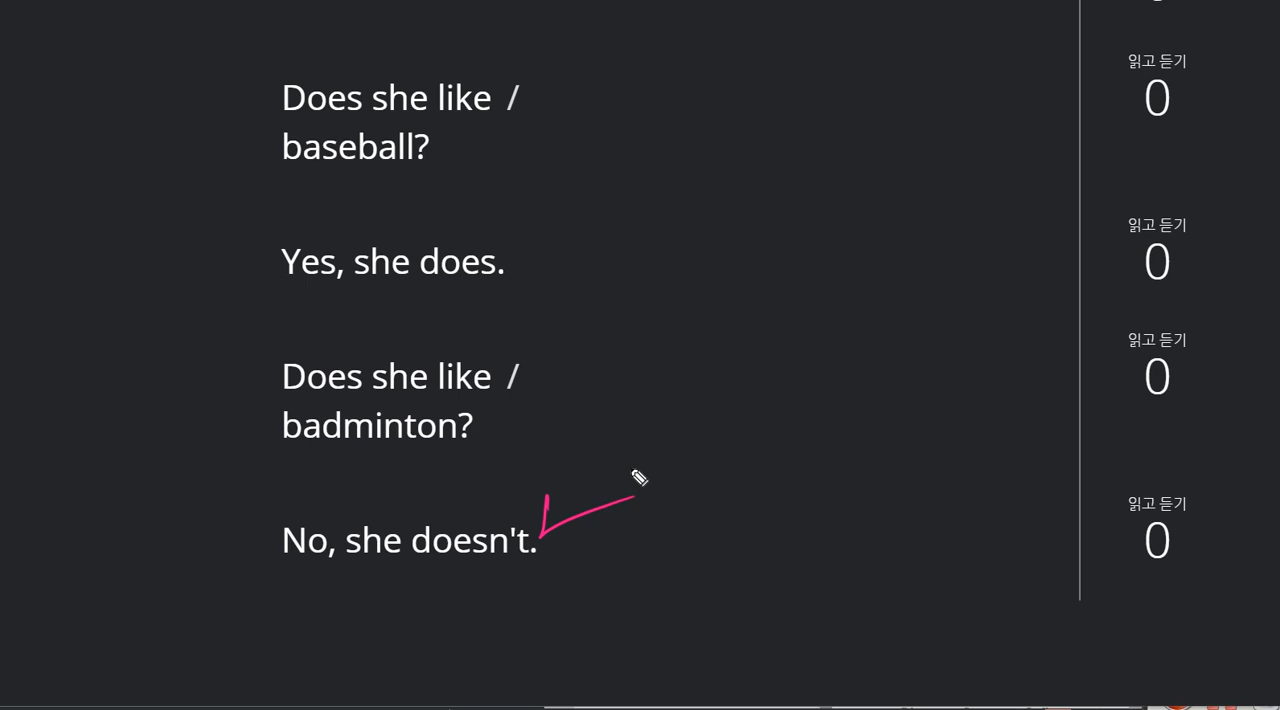 읽고 듣기
Does she like /
baseball?
0
읽고 듣기
Yes, she does.
0
읽고 듣기
Does she like /
badminton?
0
읽고 듣기
No, she doesn't.
0